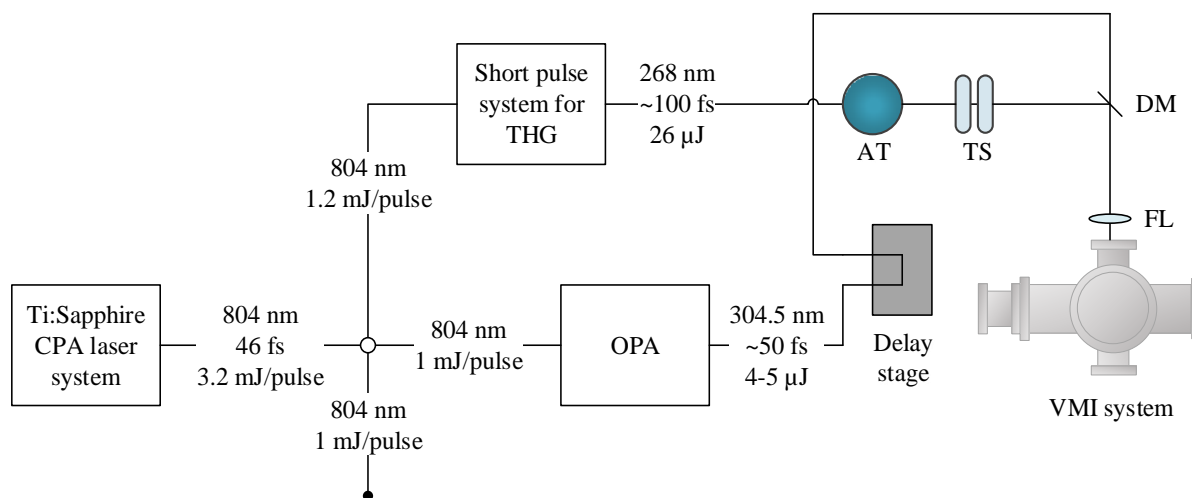 Short pulse
system for
THG
268 nm
~100 fs
26 µJ
AT
TS
DM
804 nm
1.2 mJ/pulse
FL
Ti:Sapphire
CPA laser
system
804 nm
46 fs
3.2 mJ/pulse
804 nm
1 mJ/pulse
OPA
304.5 nm
~50 fs
4-5 µJ
Delay
stage
VMI system
804 nm
1 mJ/pulse